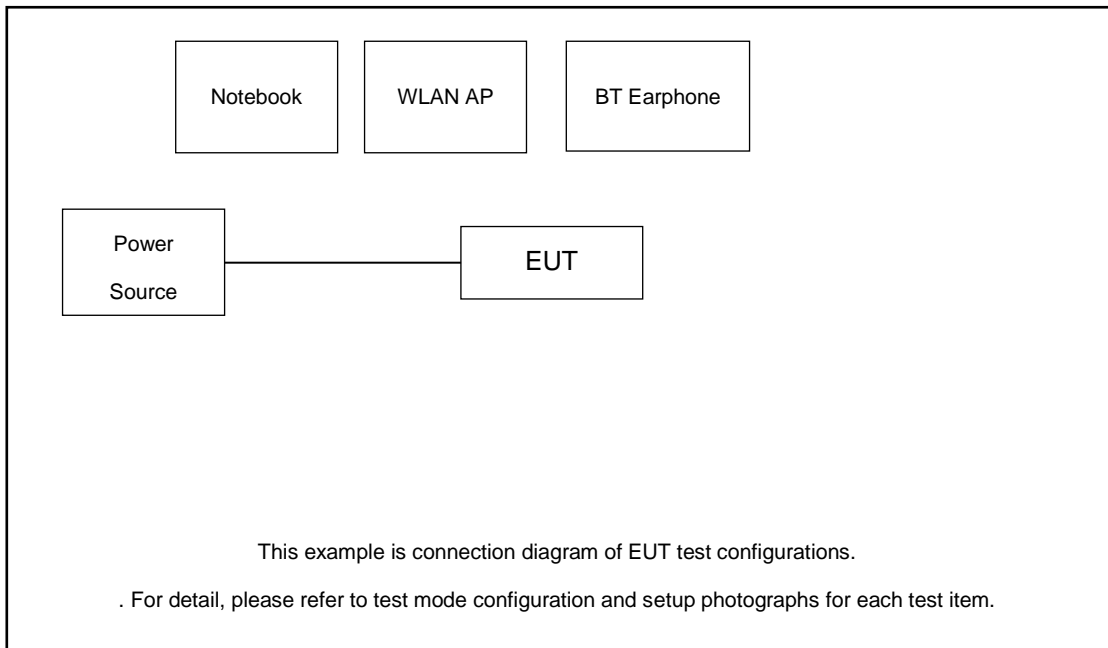 Notebook
WLAN AP
BT Earphone
Power
Source
EUT
This example is connection diagram of EUT test configurations.
. For detail, please refer to test mode configuration and setup photographs for each test item.